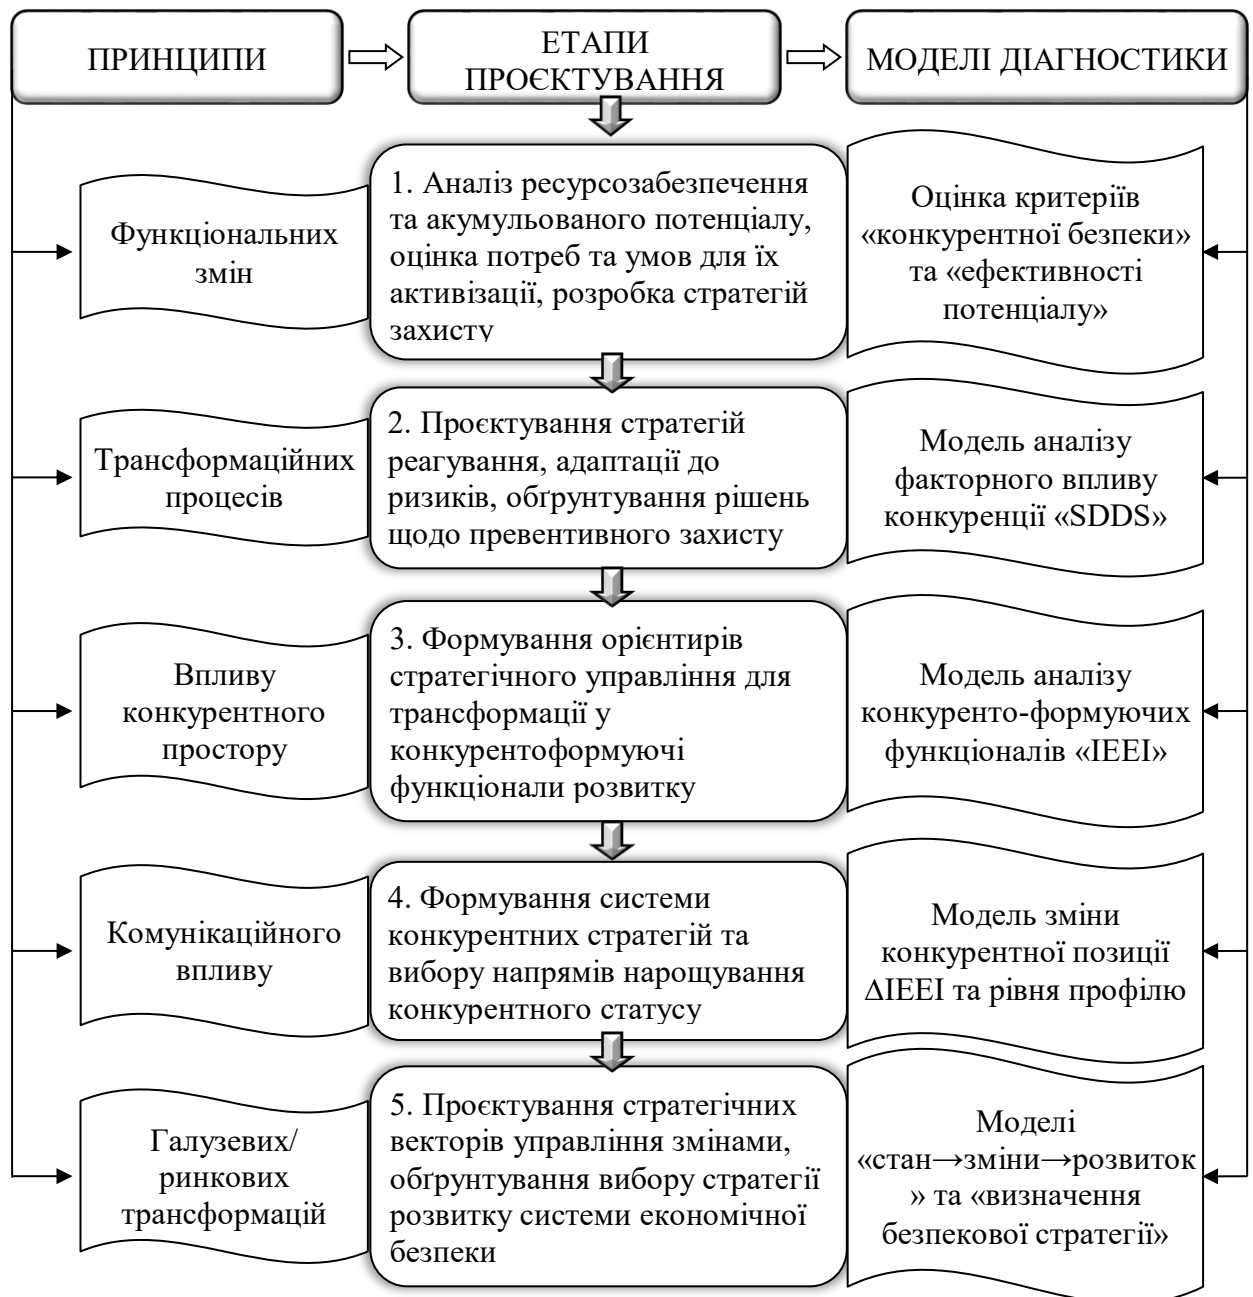 ПРИНЦИПИ
ЕТАПИ
ПРОЄКТУВАННЯ
МОДЕЛІ ДІАГНОСТИКИ
Функціональних
змін
1. Аналіз ресурсозабезпечення
та акумульованого потенціалу,
оцінка потреб та умов для їх
активізації, розробка стратегій
захисту
Оцінка критеріїв
«конкурентної безпеки»
та «ефективності
потенціалу»
Трансформаційних
процесів
2. Проєктування стратегій
реагування, адаптації до
ризиків, обґрунтування рішень
щодо превентивного захисту
Модель аналізу
факторного впливу
конкуренції «SDDS»
Впливу
конкурентного
простору
3. Формування орієнтирів
стратегічного управління для
трансформації у
конкурентоформуючі
функціонали розвитку
Модель аналізу
конкуренто-формуючих
функціоналів «IEEI»
Комунікаційного
впливу
4. Формування системи
конкурентних стратегій та
вибору напрямів нарощування
конкурентного статусу
Модель зміни
конкурентної позиції
ΔIEEI та рівня профілю
Галузевих/
ринкових
трансформацій
5. Проєктування стратегічних
векторів управління змінами,
обґрунтування вибору стратегії
розвитку системи економічної
безпеки
Моделі
«стан→зміни→розвиток
» та «визначення
безпекової стратегії»